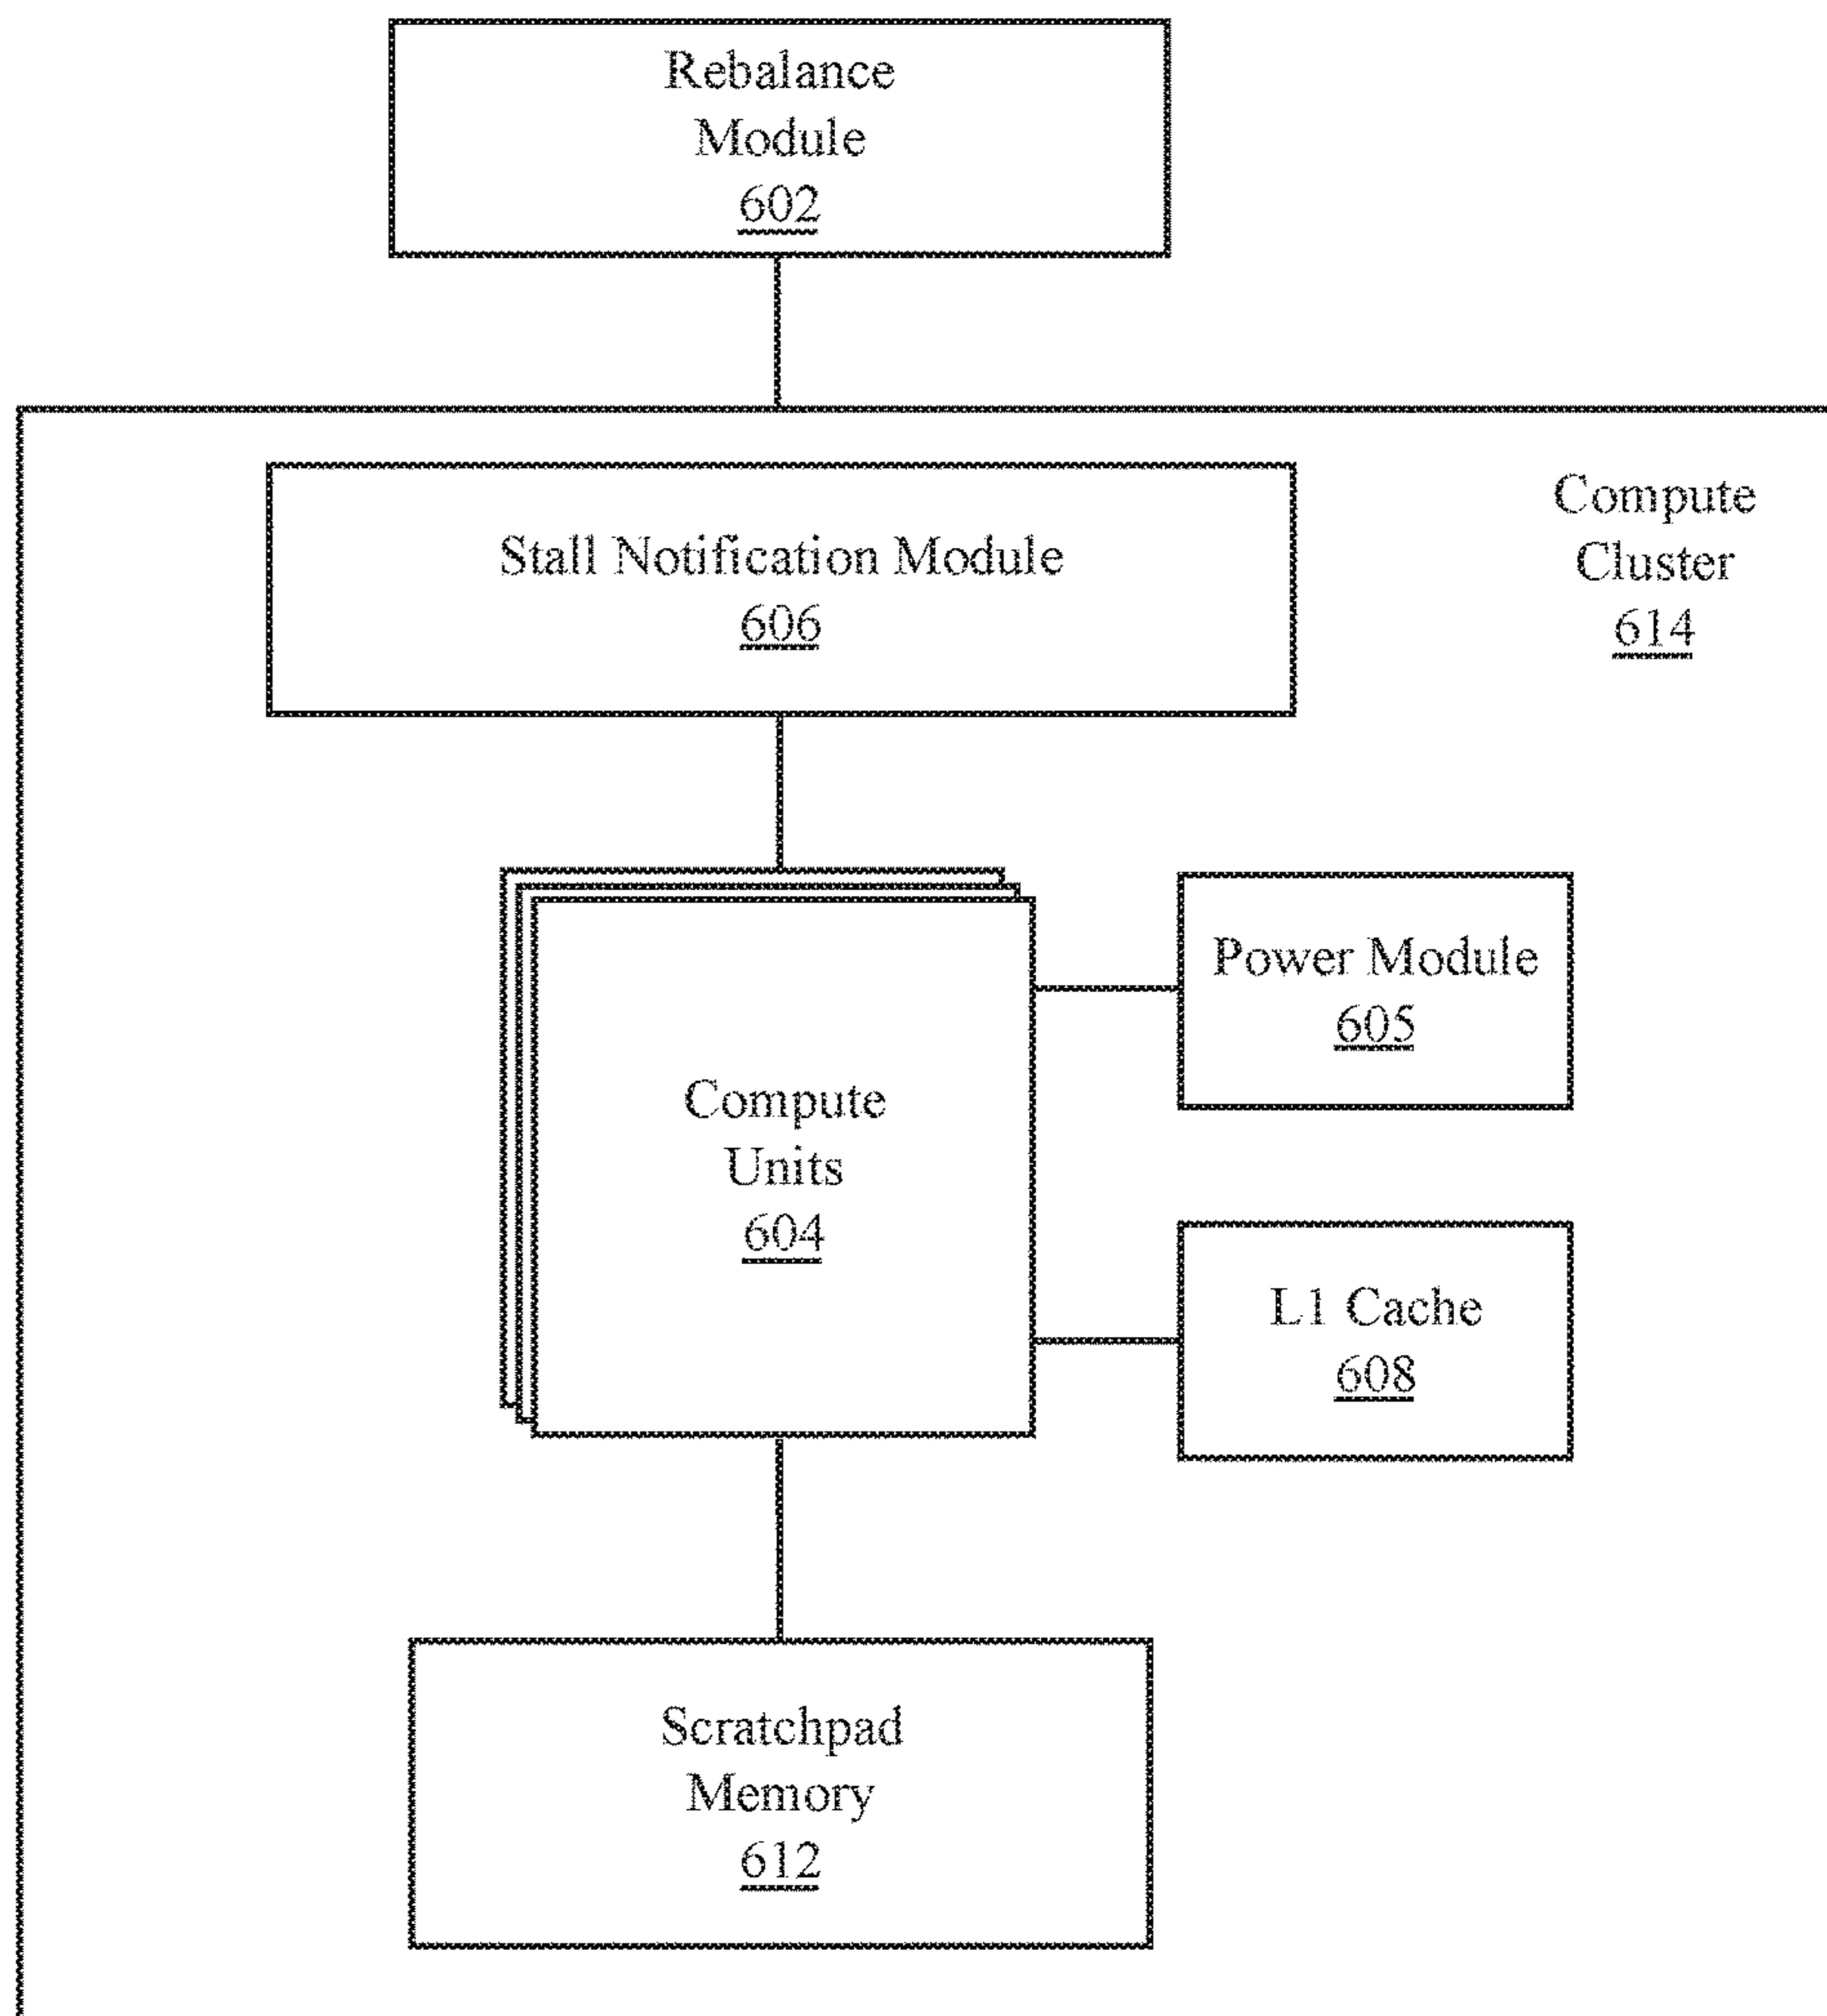 Rebalance
Module
602
Stall Notification Module
606
Compute
Cluster
614
Compute
Units
604
Power Module
605
L1 Cache
608
Scratchpad
Memory
612